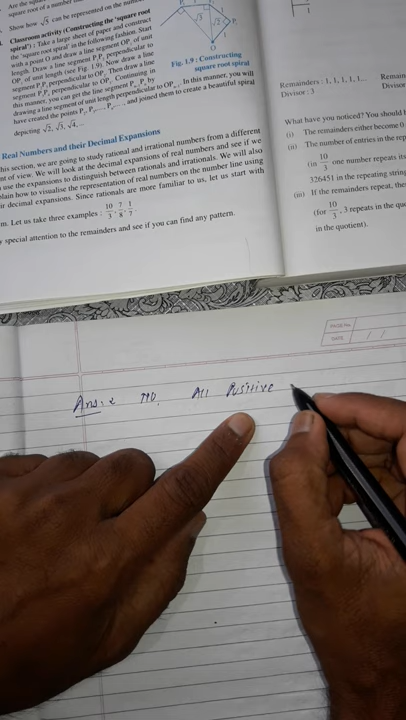 square root of a number
Show how √5 can be represented on the number
Classroom activity (Constructing the 'square root
spiral') : Take a large sheet of paper and construct
the 'square root spiral' in the following fashion. Start
with a point O and draw a line segment OP₁ of unit
length. Draw a line segment P₁P₂ perpendicular to
OP₁ of unit length (see Fig. 1.9). Now draw a line
segment P₂P₃ perpendicular to OP₂. Then draw a line
segment P₃P₄ perpendicular to OP₃. Continuing in
this manner, you can get the line segment Pₙ₋₁Pₙ by
drawing a line segment of unit length perpendicular to OPₙ₋₁. In this manner, you will
have created the points P₂, P₃,...., Pₙ,... ., and joined them to create a beautiful spiral
depicting √2, √3, √4, ...
Fig. 1.9 : Constructing
square root spiral
Real Numbers and their Decimal Expansions
this section, we are going to study rational and irrational numbers from a different
nt of view. We will look at the decimal expansions of real numbers and see if we
use the expansions to distinguish between rationals and irrationals. We will also
plain how to visualise the representation of real numbers on the number line using
ir decimal expansions. Since rationals are more familiar to us, let us start with
m. Let us take three examples : 10/3, 7/8, 1/7.
y special attention to the remainders and see if you can find any pattern.
Remainders : 1, 1, 1, 1, 1...
Divisor : 3
Remain
Divisor
What have you noticed? You should h
(i) The remainders either become 0
(ii) The number of entries in the rep
(in 10/3 one number repeats its
326451 in the repeating string
(iii) If the remainders repeat, the
(for 10/3, 3 repeats in the quo
in the quotient).
PAGE No.
DATE / /
Ans:2 NO. All Positive